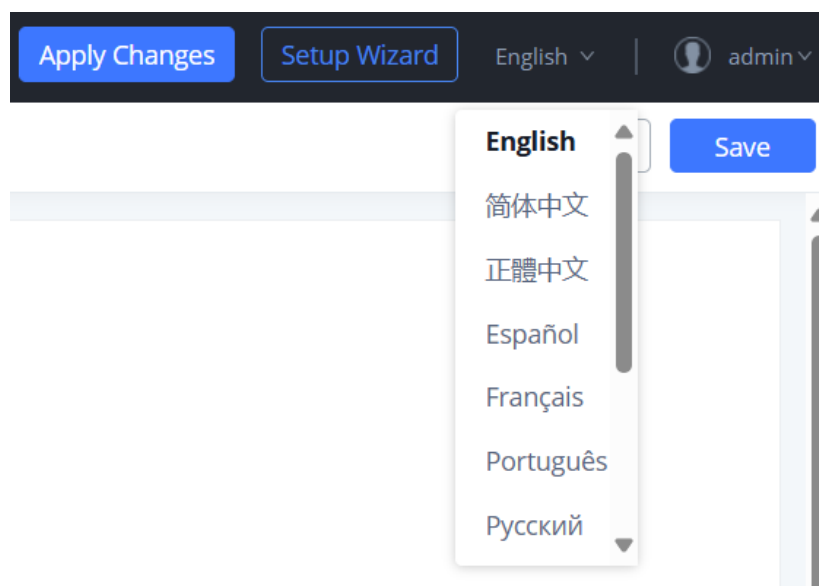 Apply Changes
Setup Wizard
English
admin
English
Save
简体中文
正體中文
Español
Français
Português
Русский